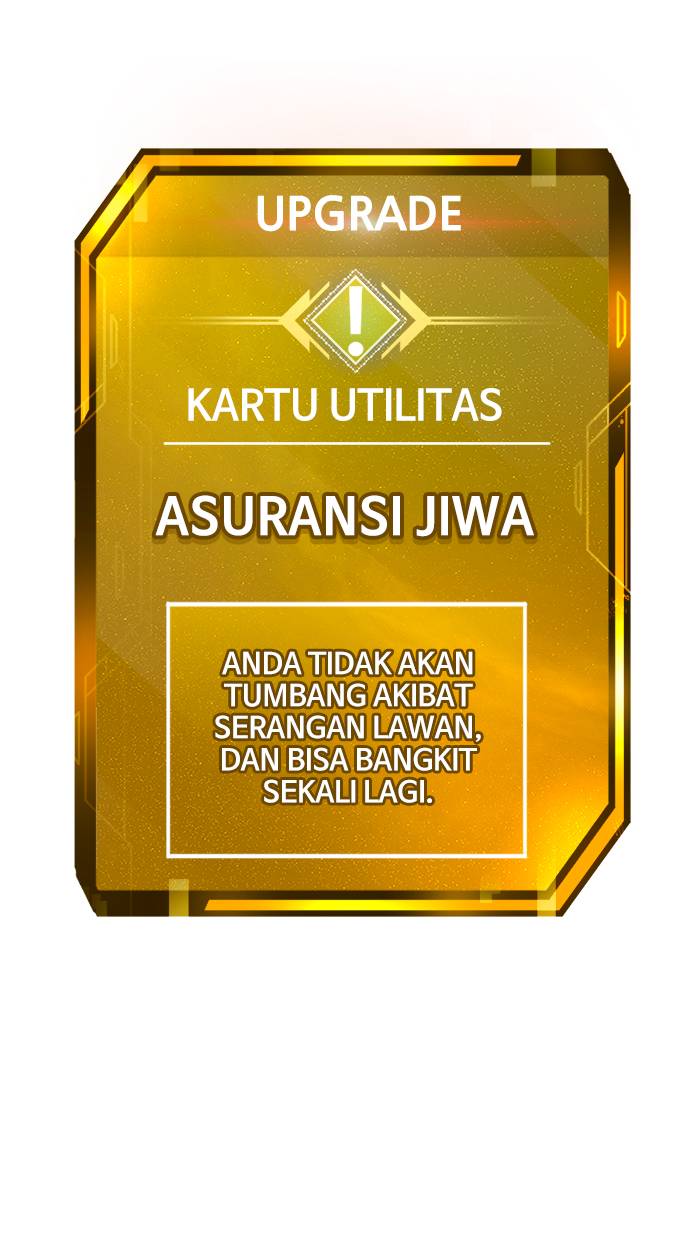 UPGRADE
!
KARTU UTILITAS
ASURANSI JIWA
ANDA TIDAK AKAN
TUMBANG AKIBAT
SERANGAN LAWAN,
DAN BISA BANGKIT
SEKALI LAGI.